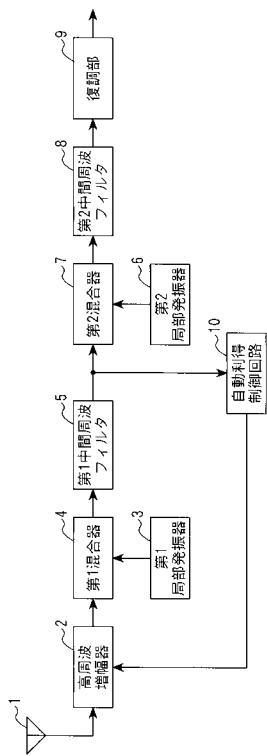 1
2
高周波
増幅器
4
第1混合器
3
第1
局部発振器
5
第1中間周波
フィルタ
7
第2混合器
6
第2
局部発振器
8
第2中間周波
フィルタ
9
復調部
10
自動利得
制御回路